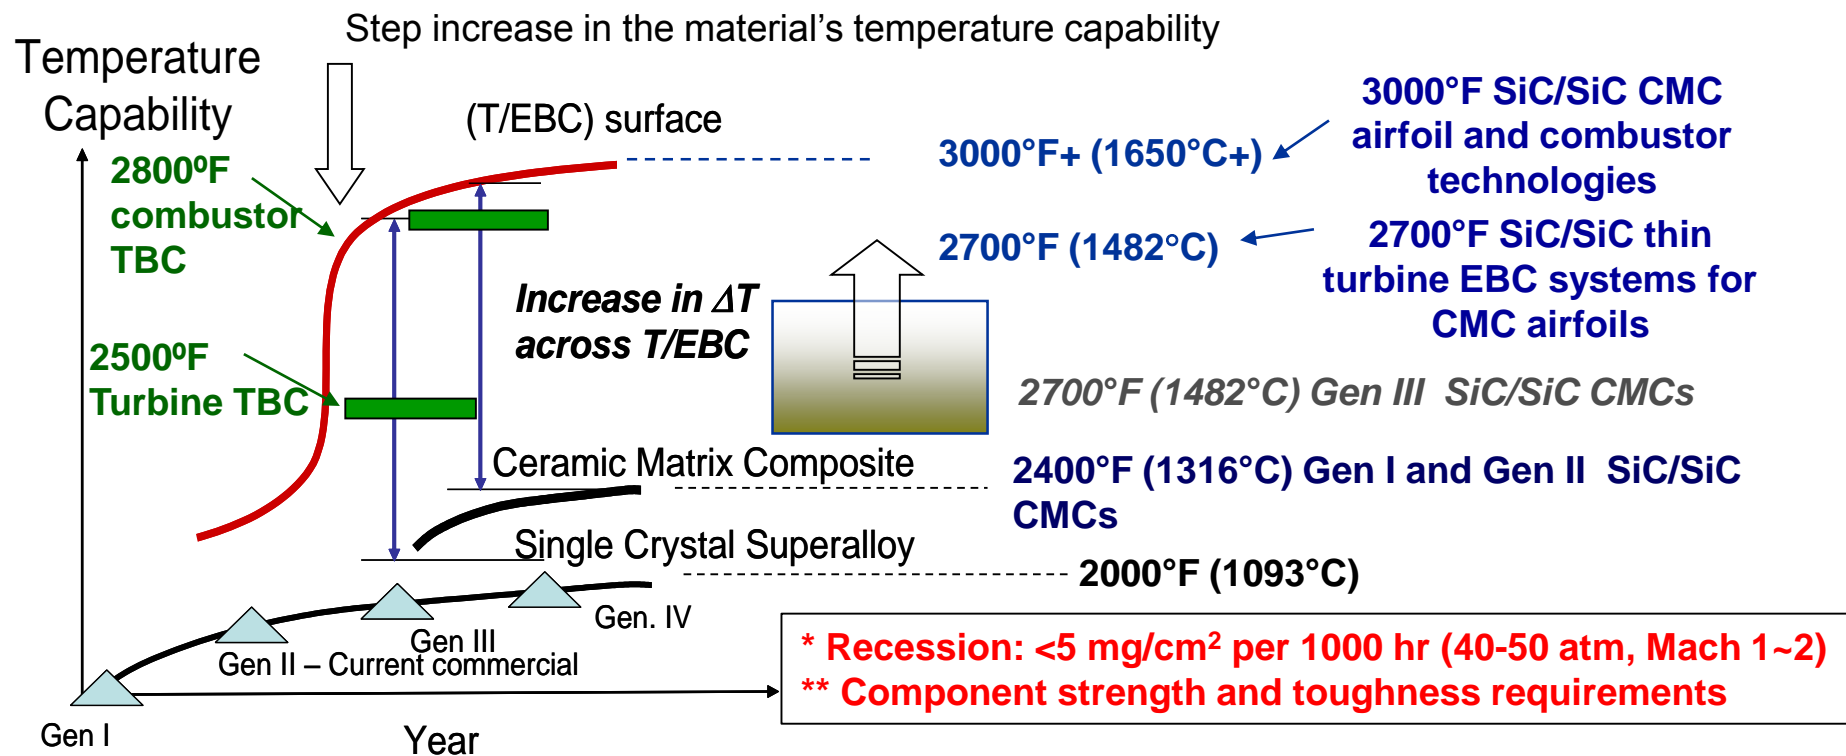 Step increase in the material's temperature capability
Temperature
Capability
(T/EBC) surface
2800ºF
combustor
TBC
2500ºF
Turbine TBC
Increase in ΔT
across T/EBC
3000°F+ (1650°C+)
2700°F (1482°C)
3000°F SiC/SiC CMC
airfoil and combustor
technologies
2700°F SiC/SiC thin
turbine EBC systems for
CMC airfoils
2700°F (1482°C) Gen III SiC/SiC CMCs
Ceramic Matrix Composite
2400°F (1316°C) Gen I and Gen II SiC/SiC
CMCs
Single Crystal Superalloy
2000°F (1093°C)
Gen. IV
Gen III
Gen II – Current commercial
Gen I
Year
* Recession: <5 mg/cm² per 1000 hr (40-50 atm, Mach 1~2)
** Component strength and toughness requirements